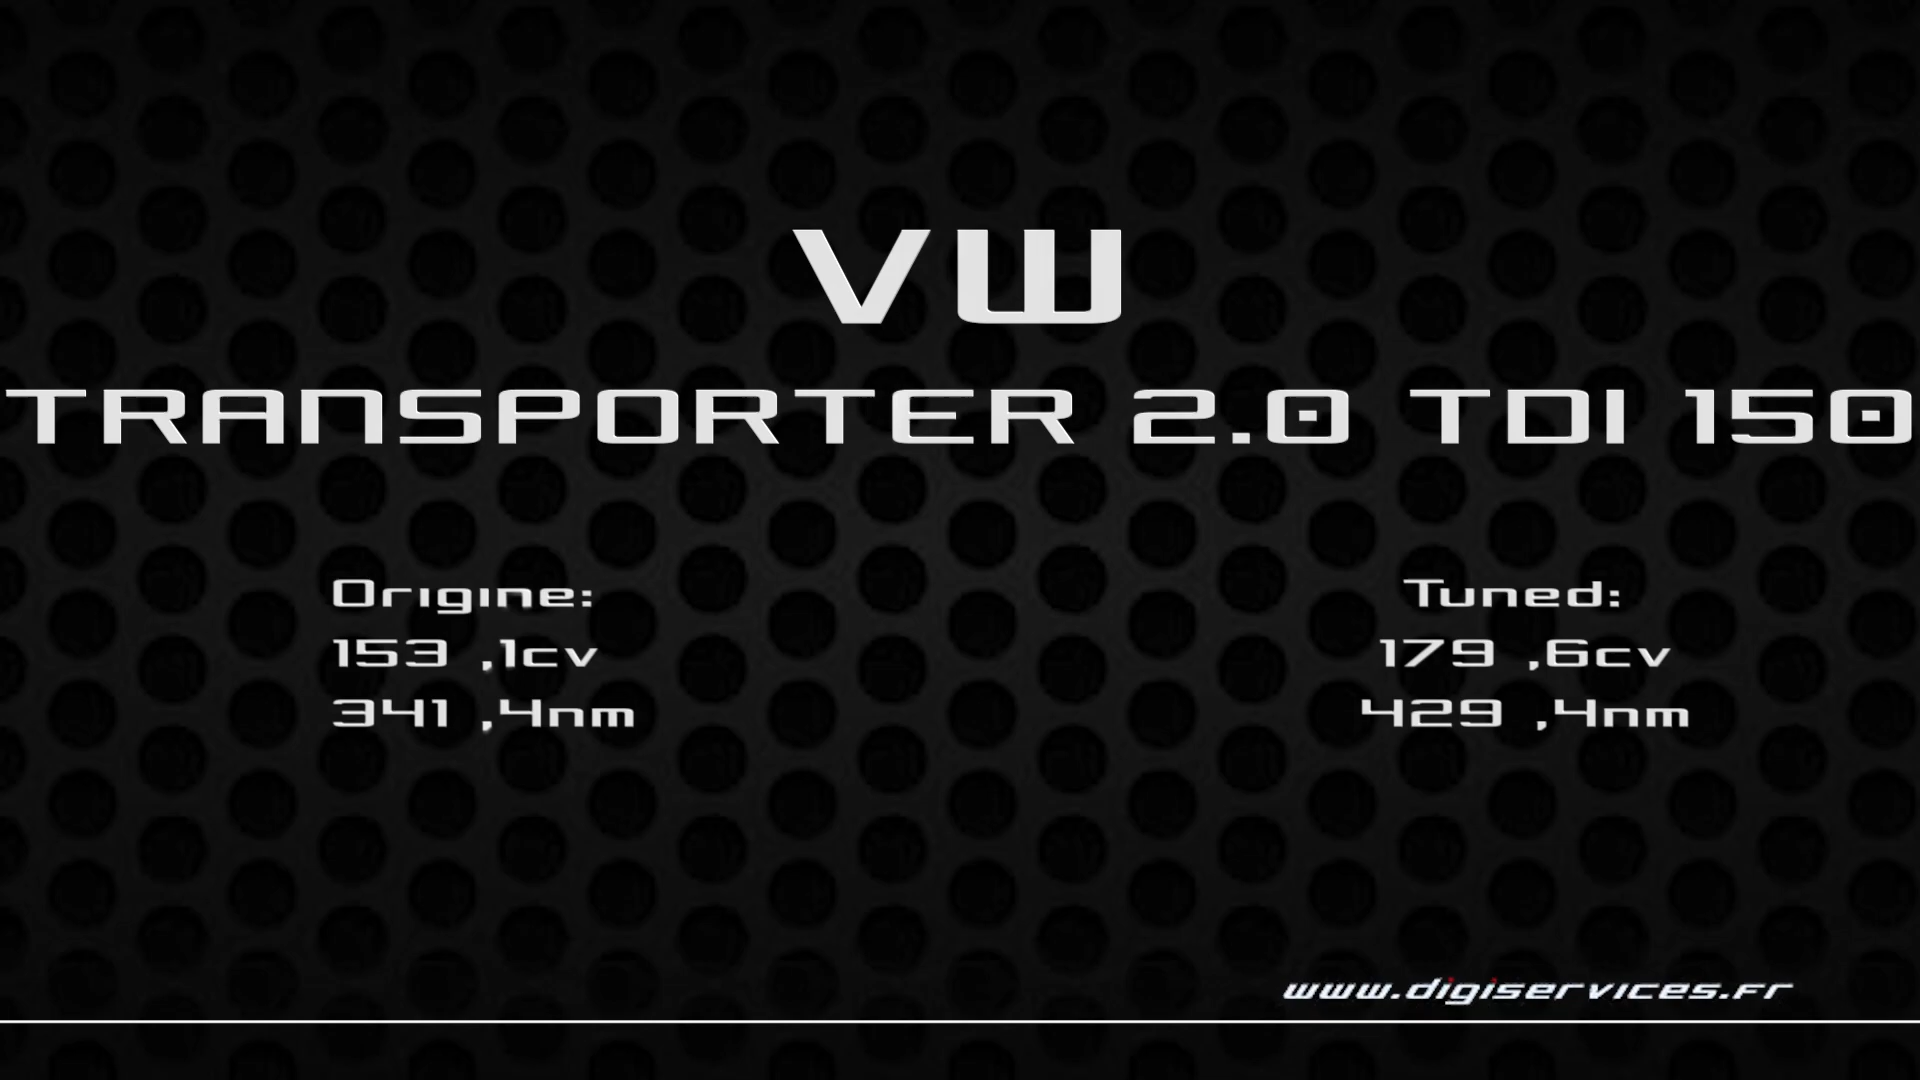 VW
TRANSPORTER 2.0 TDI 150
Origine:
153 ,1cv
341 ,4nm
Tuned:
179 ,6cv
429 ,4nm
www.digiservices.fr